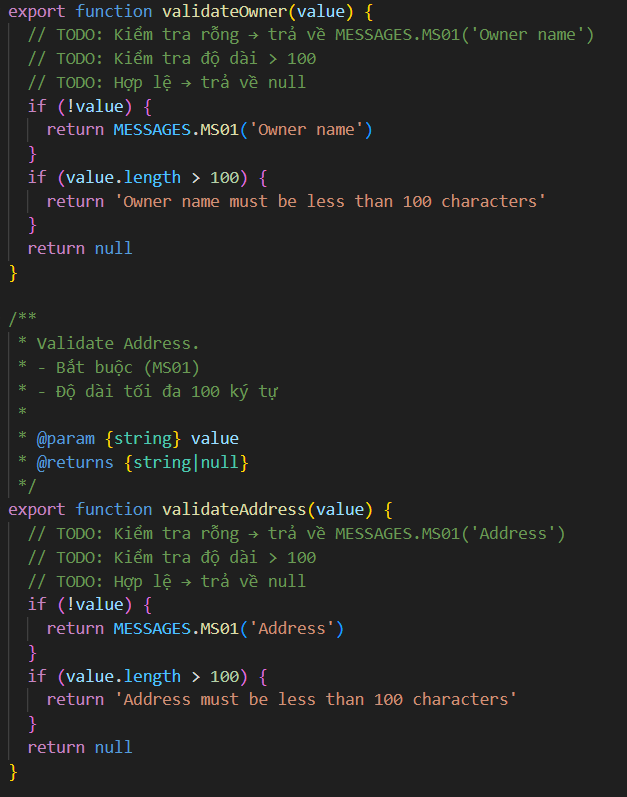 export function validateOwner(value) {
// TODO: Kiểm tra rỗng → trả về MESSAGES.MS01('Owner name')
// TODO: Kiểm tra độ dài > 100
// TODO: Hợp lệ → trả về null
if (!value) {
return MESSAGES.MS01('Owner name')
}
if (value.length > 100) {
return 'Owner name must be less than 100 characters'
}
return null
}
/**
* Validate Address.
* - Bắt buộc (MS01)
* - Độ dài tối đa 100 ký tự
*
* @param {string} value
* @returns {string|null}
*/
export function validateAddress(value) {
// TODO: Kiểm tra rỗng → trả về MESSAGES.MS01('Address')
// TODO: Kiểm tra độ dài > 100
// TODO: Hợp lệ → trả về null
if (!value) {
return MESSAGES.MS01('Address')
}
if (value.length > 100) {
return 'Address must be less than 100 characters'
}
return null
}